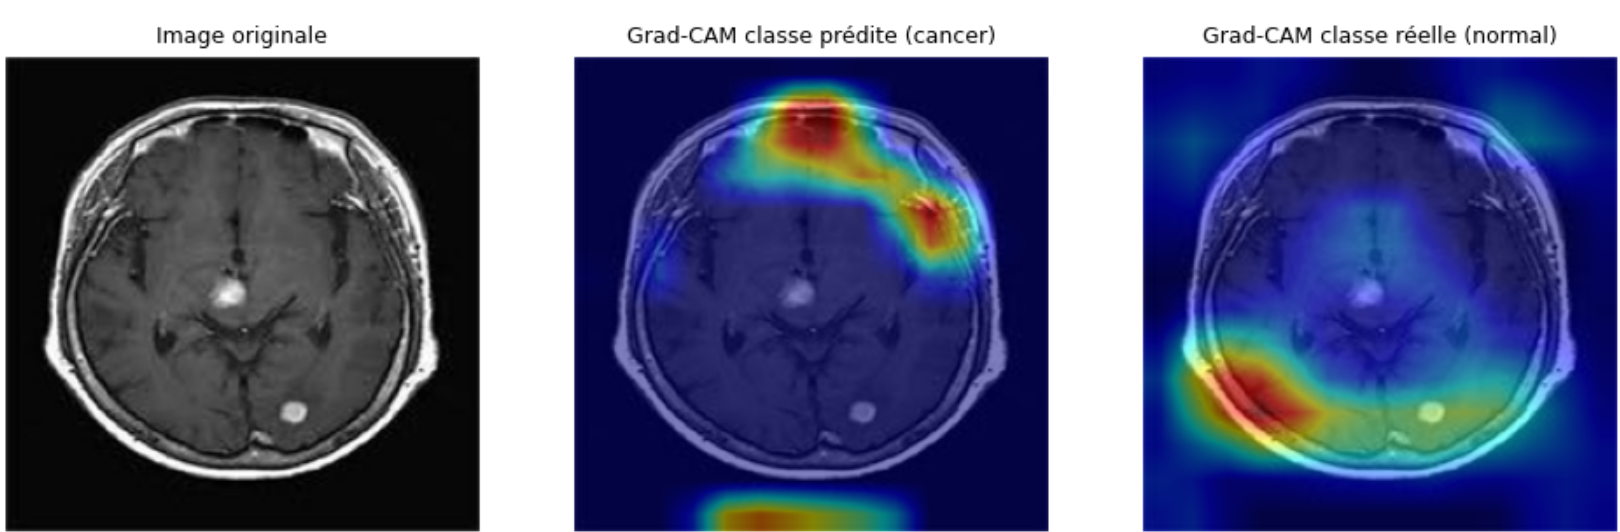 Image originale
Grad-CAM classe prédite (cancer)
Grad-CAM classe réelle (normal)